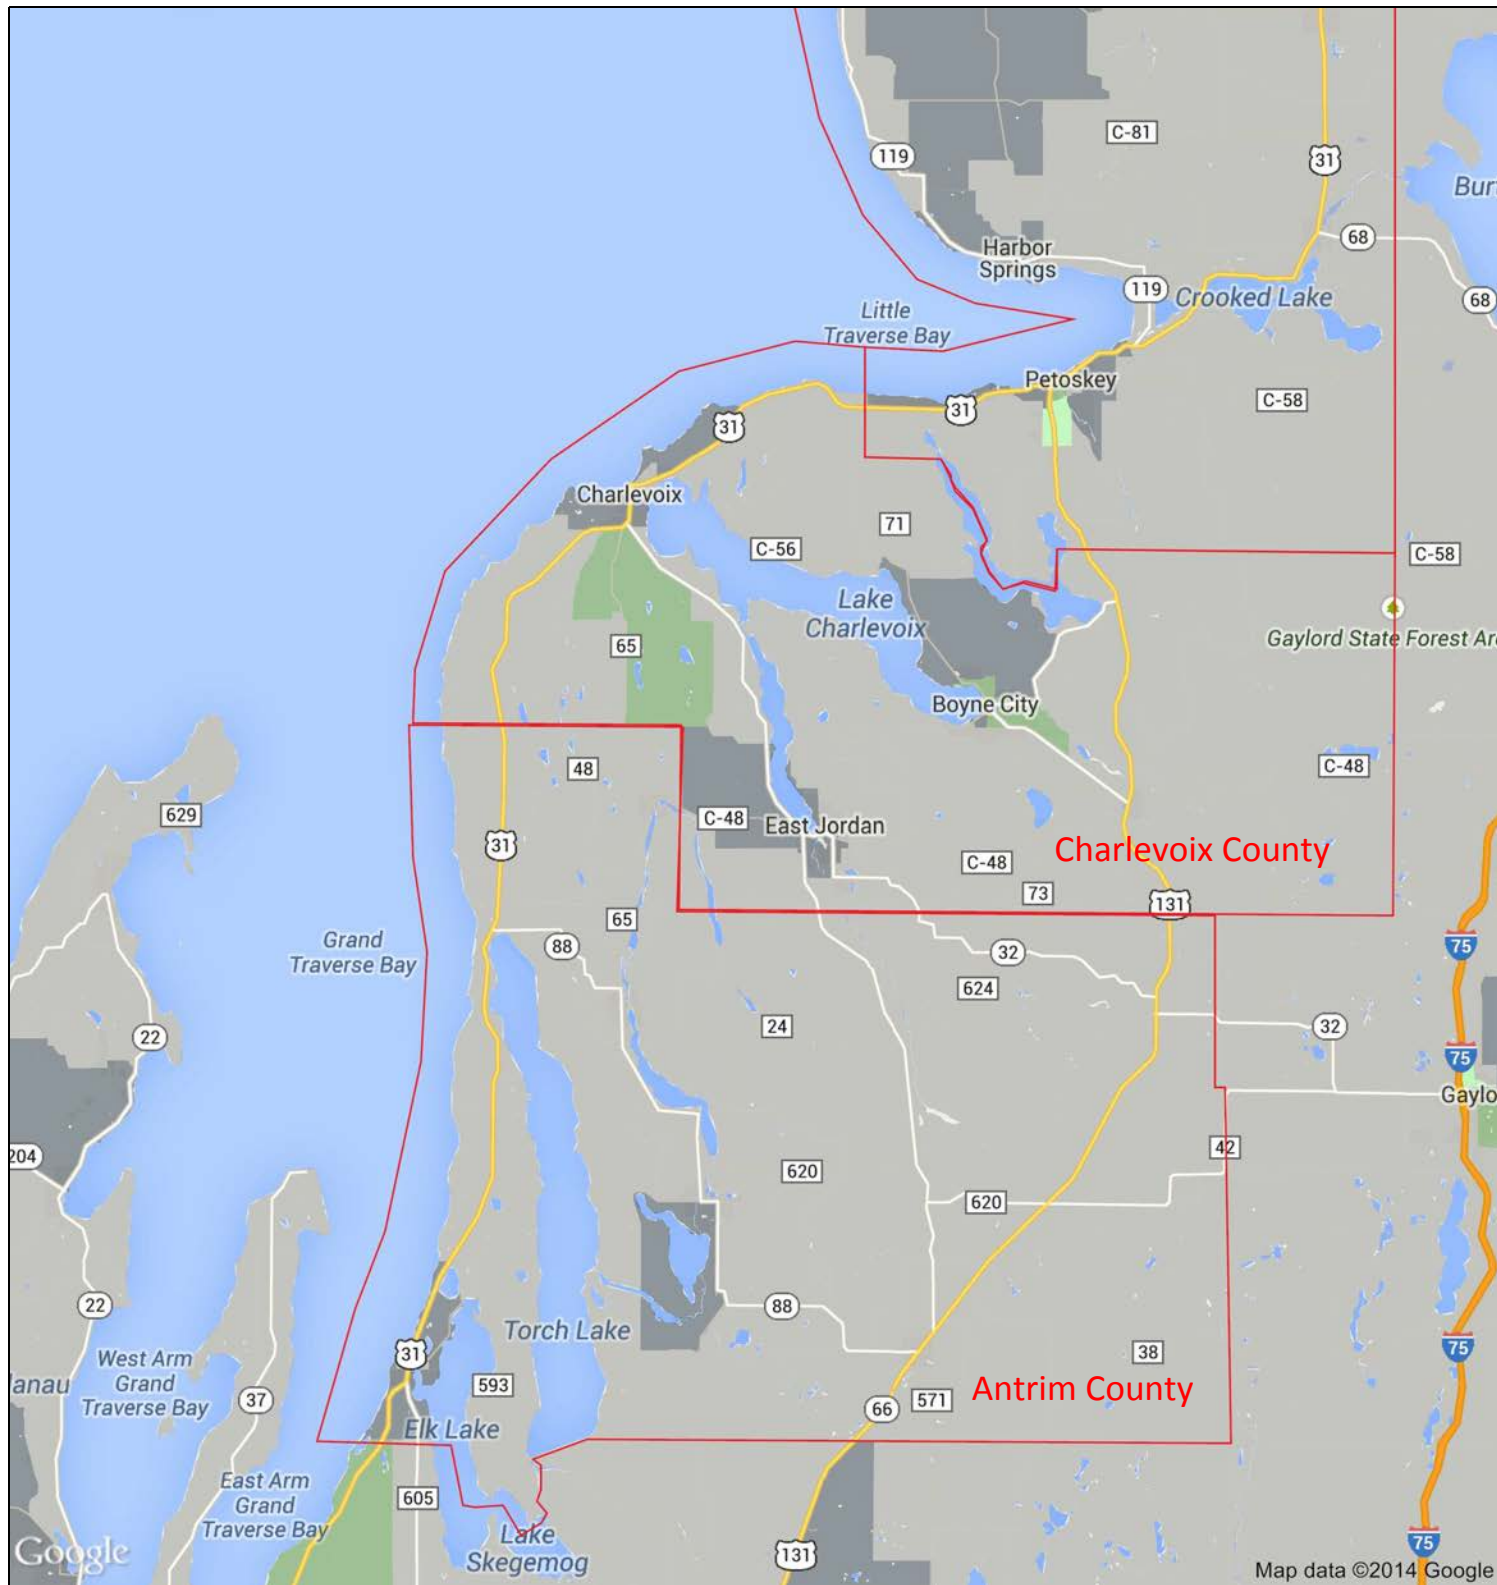 C-81
119
31
Burt
68
Harbor
Springs
119
Crooked Lake
68
Little
Traverse Bay
Petoskey
C-58
31
31
Charlevoix
71
C-56
C-58
Lake
Charlevoix
Gaylord State Forest Are
65
Boyne City
48
C-48
629
C-48
East Jordan
31
Charlevoix County
C-48
73
131
65
Grand
Traverse Bay
88
75
32
624
24
22
32
75
Gaylo
204
42
620
620
22
88
Torch Lake
31
38
75
West Arm
Grand
Traverse Bay
lanau
593
37
Antrim County
571
66
Elk Lake
East Arm
Grand
Traverse Bay
605
Lake
Skegemog
75
131
Google
Map data ©2014 Google